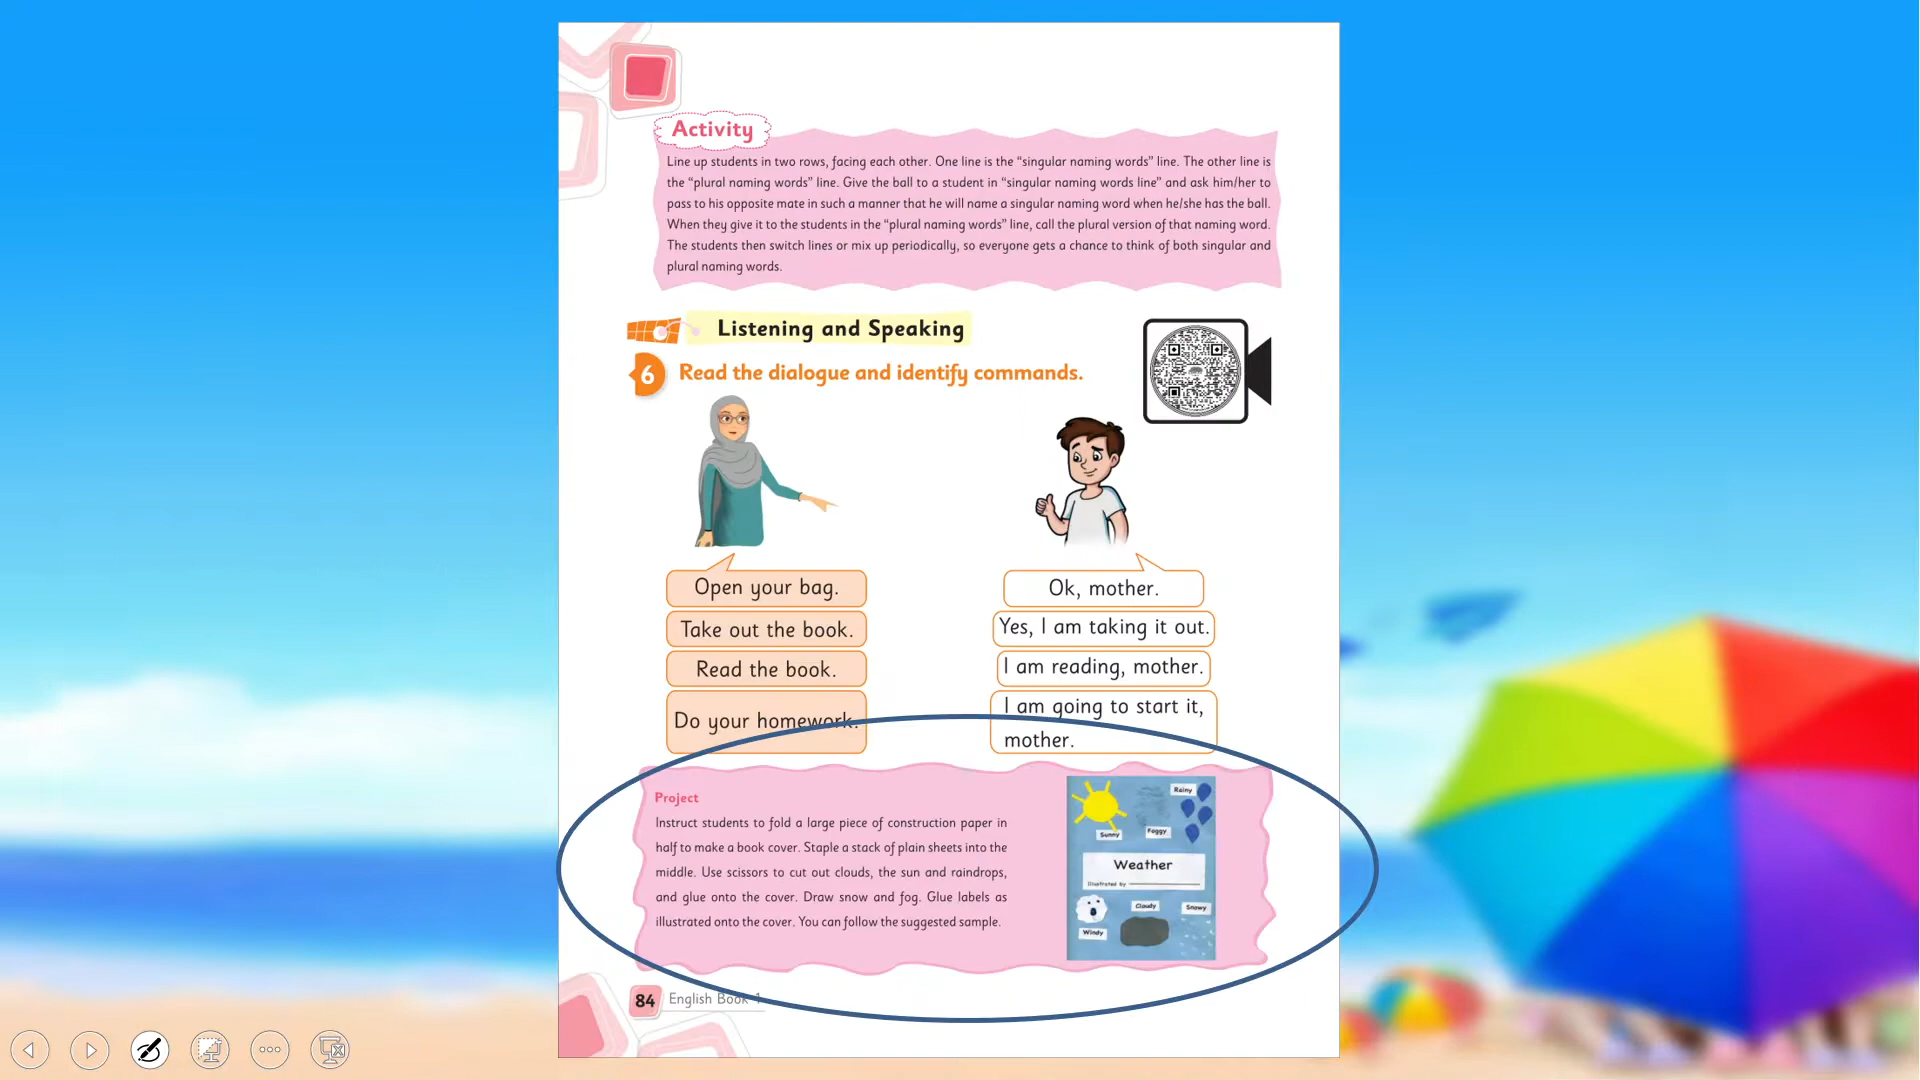 Activity
Line up students in two rows, facing each other. One line is the “singular naming words” line. The other line is
the “plural naming words” line. Give the ball to a student in “singular naming words line” and ask him/her to
pass to his opposite mate in such a manner that he will name a singular naming word when he/she has the ball.
When they give it to the students in the “plural naming words” line, call the plural version of that naming word.
The students then switch lines or mix up periodically, so everyone gets a chance to think of both singular and
plural naming words.
Listening and Speaking
6 Read the dialogue and identify commands.
Open your bag.
Ok, mother.
Take out the book.
Yes, I am taking it out.
Read the book.
I am reading, mother.
Do your homework.
I am going to start it,
mother.
Project
Instruct students to fold a large piece of construction paper in
half to make a book cover. Staple a stack of plain sheets into the
middle. Use scissors to cut out clouds, the sun and raindrops,
and glue onto the cover. Draw snow and fog. Glue labels as
illustrated onto the cover. You can follow the suggested sample.
Rainy
Sunny
Foggy
Weather
Illustrated by
Cloudy
Snowy
Windy
84 English Book 1